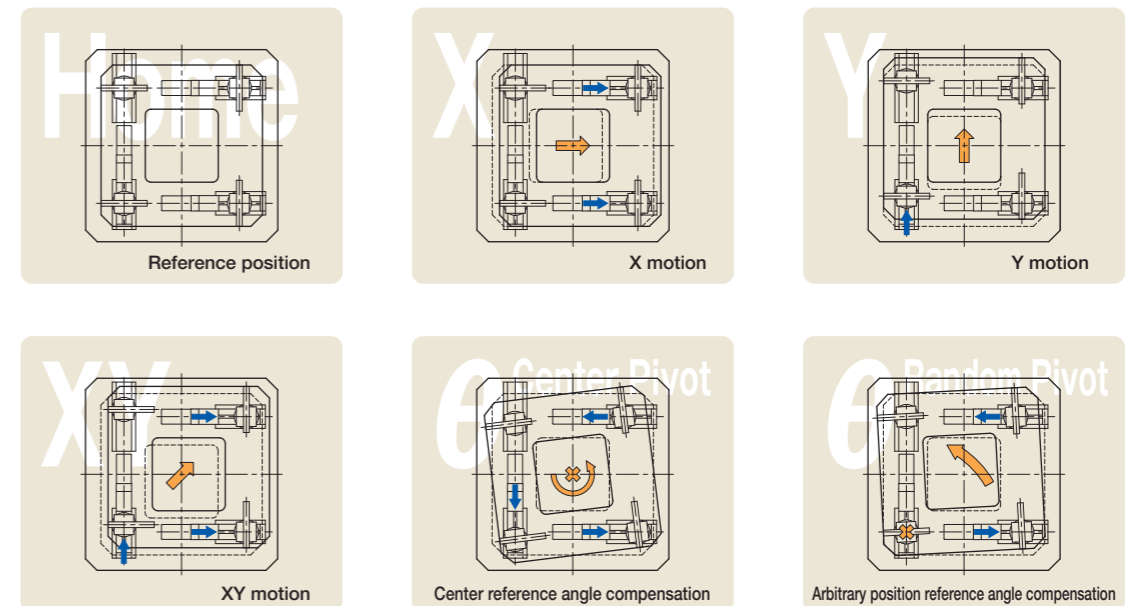 Home
Reference position
X
X motion
Y
Y motion
XY
XY motion
θ Center Pivot
Center reference angle compensation
θ Random Pivot
Arbitrary position reference angle compensation